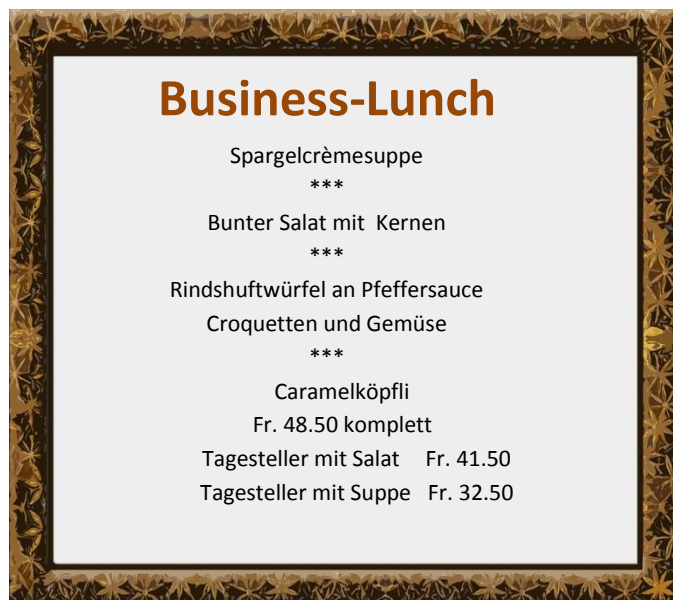 Business-Lunch
Spargelcrèmesuppe
***
Bunter Salat mit Kernen
***
Rindshuftwürfel an Pfeffersauce
Croquetten und Gemüse
***
Caramelköpfli
Fr. 48.50 komplett
Tagesteller mit Salat Fr. 41.50
Tagesteller mit Suppe Fr. 32.50